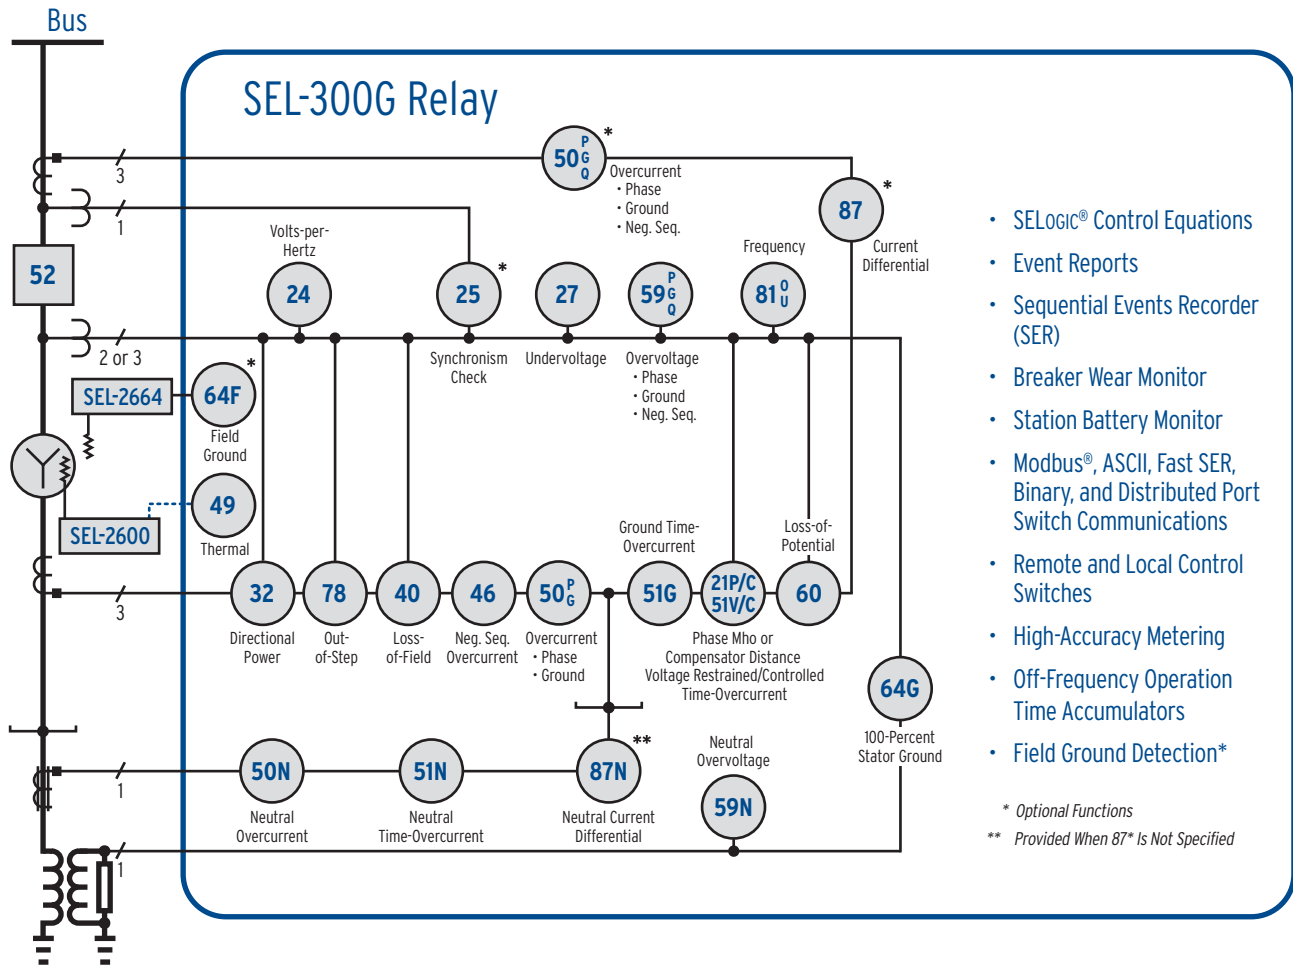 Bus
SEL-300G Relay
3
50 P G Q *
Overcurrent
• Phase
• Ground
• Neg. Seq.
87 *
Current
Differential
1
52
Volts-per-
Hertz
24
25 *
Synchronism
Check
27
Undervoltage
59 P G Q
Overvoltage
• Phase
• Ground
• Neg. Seq.
Frequency
81 O U
2 or 3
SEL-2664
64F *
Field
Ground
49
Thermal
SEL-2600
3
32
Directional
Power
78
Out-
of-Step
40
Loss-
of-Field
46
Neg. Seq.
Overcurrent
50 P G
Overcurrent
• Phase
• Ground
Ground Time-
Overcurrent
51G
21P/C
51V/C
Phase Mho or
Compensator Distance
Voltage Restrained/Controlled
Time-Overcurrent
Loss-of-
Potential
60
64G
100-Percent
Stator Ground
1
50N
Neutral
Overcurrent
51N
Neutral
Time-Overcurrent
87N **
Neutral Current
Differential
Neutral
Overvoltage
59N
1
• SELOGIC® Control Equations
• Event Reports
• Sequential Events Recorder
(SER)
• Breaker Wear Monitor
• Station Battery Monitor
• Modbus®, ASCII, Fast SER,
Binary, and Distributed Port
Switch Communications
• Remote and Local Control
Switches
• High-Accuracy Metering
• Off-Frequency Operation
Time Accumulators
• Field Ground Detection*
* Optional Functions
** Provided When 87* Is Not Specified